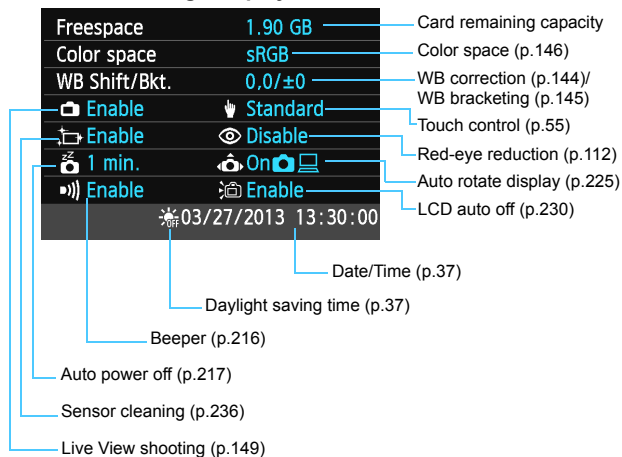 Freespace 1.90 GB
Color space sRGB
WB Shift/Bkt. 0,0/±0
Enable Standard
Enable Disable
zz 1 min. On
Enable Enable
OFF 03/27/2013 13:30:00
Card remaining capacity
Color space (p.146)
WB correction (p.144)/
WB bracketing (p.145)
Touch control (p.55)
Red-eye reduction (p.112)
Auto rotate display (p.225)
LCD auto off (p.230)
Date/Time (p.37)
Daylight saving time (p.37)
Beeper (p.216)
Auto power off (p.217)
Sensor cleaning (p.236)
Live View shooting (p.149)